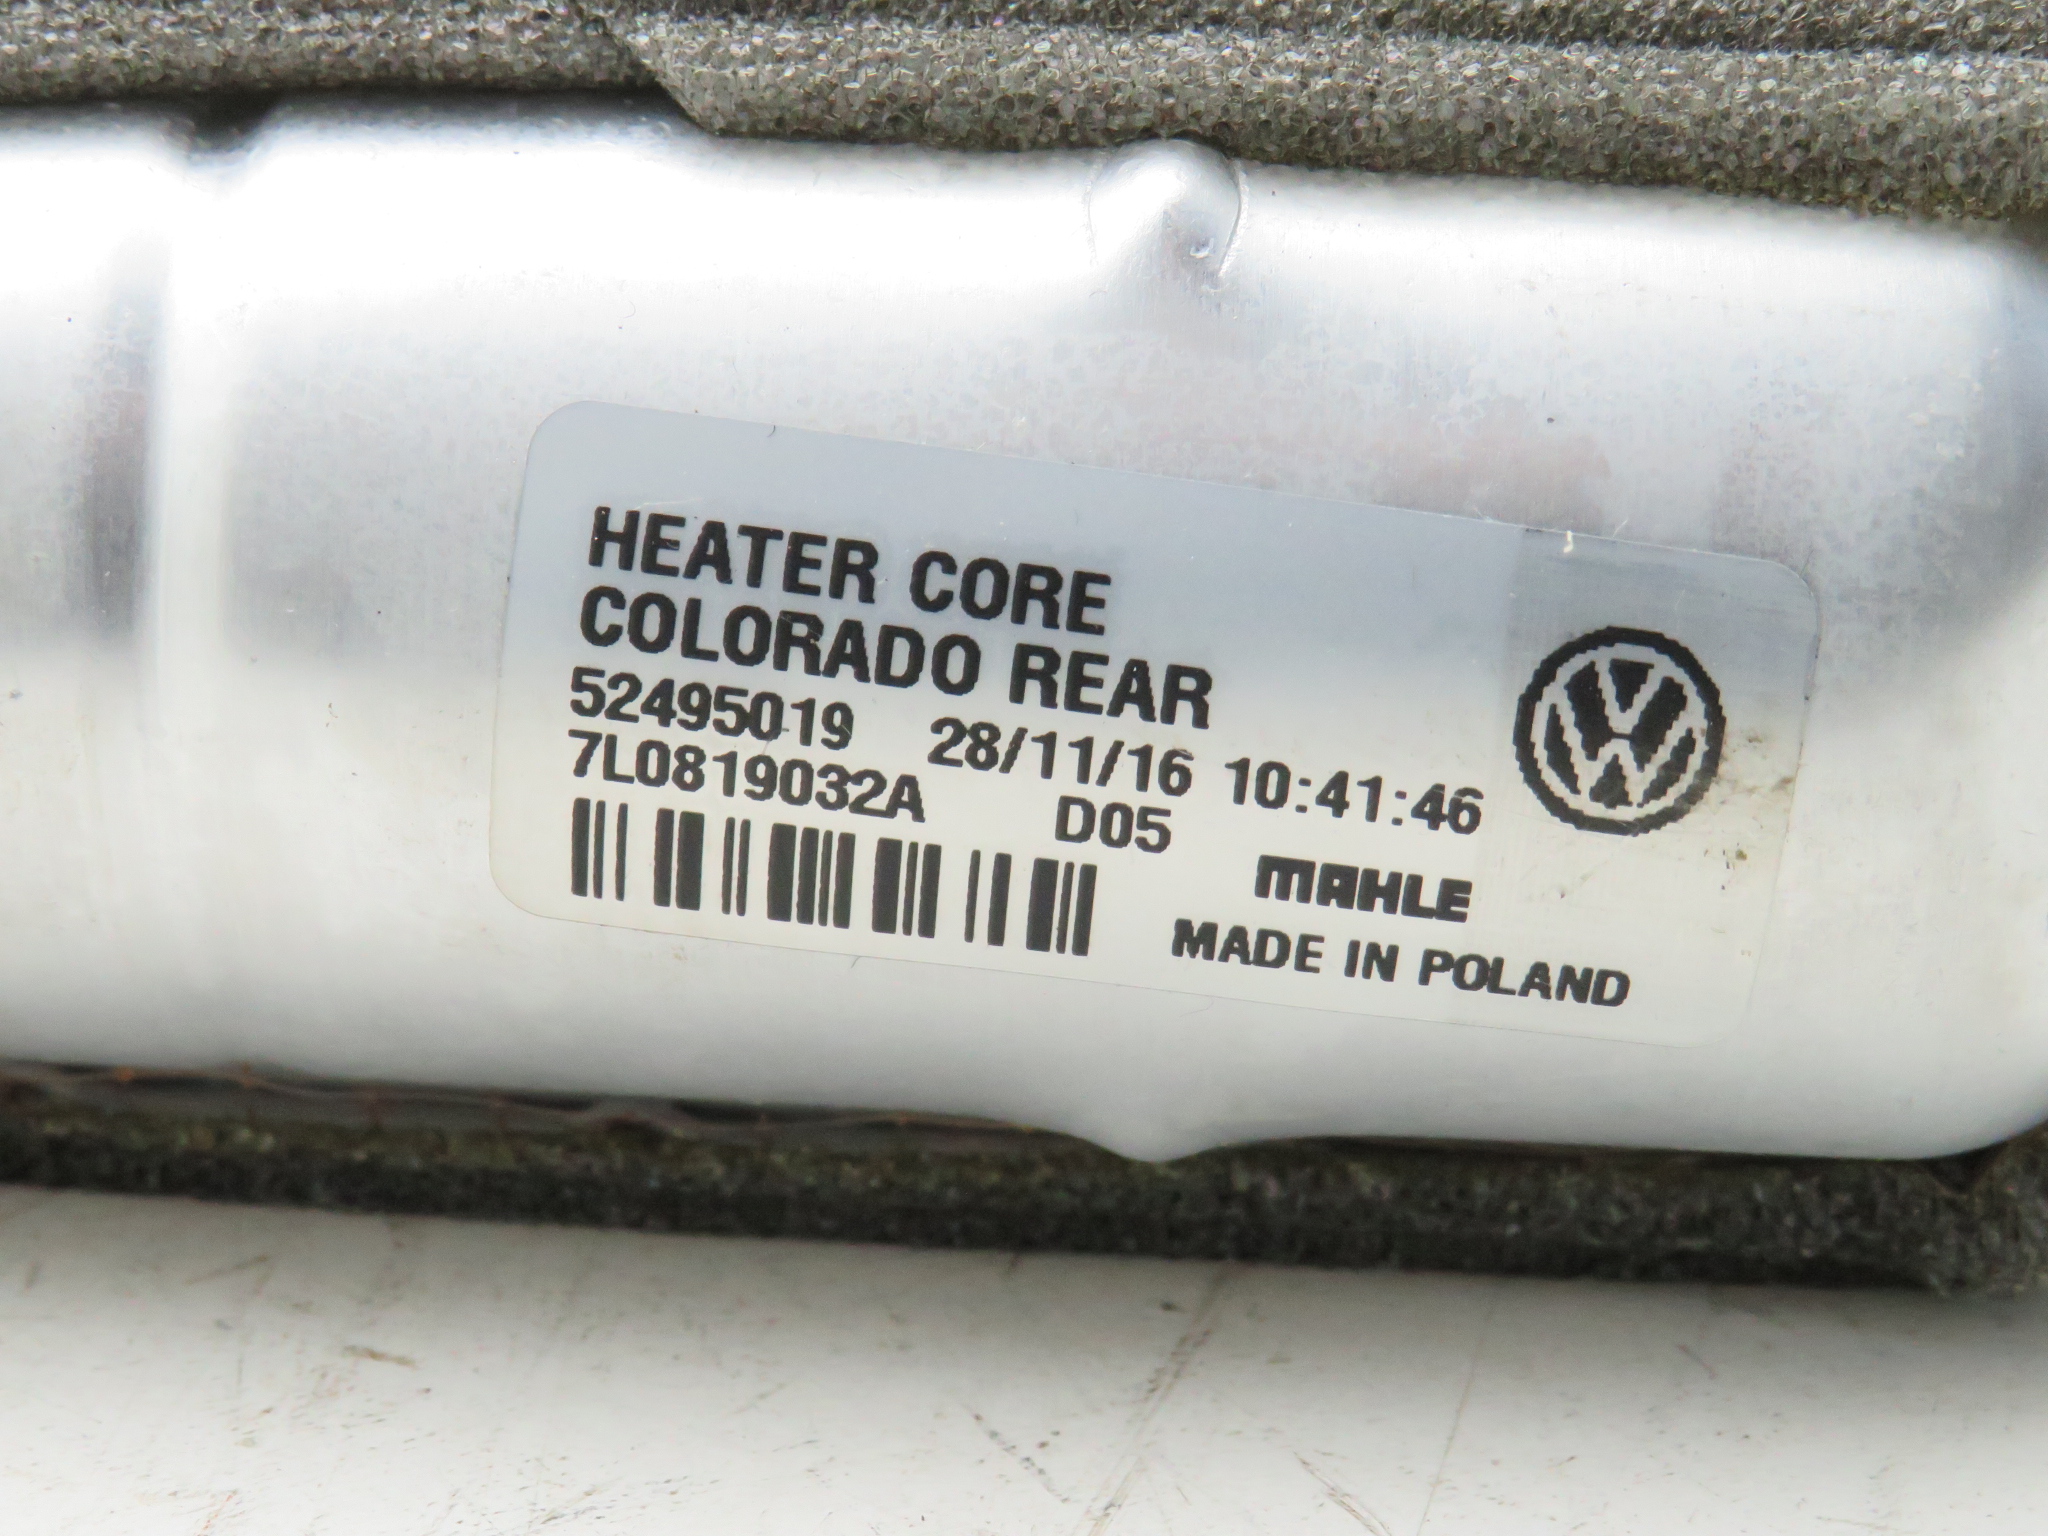 HEATER CORE
COLORADO REAR
52495019 28/11/16 10:41:46
7L0819032A D05
MAHLE
MADE IN POLAND